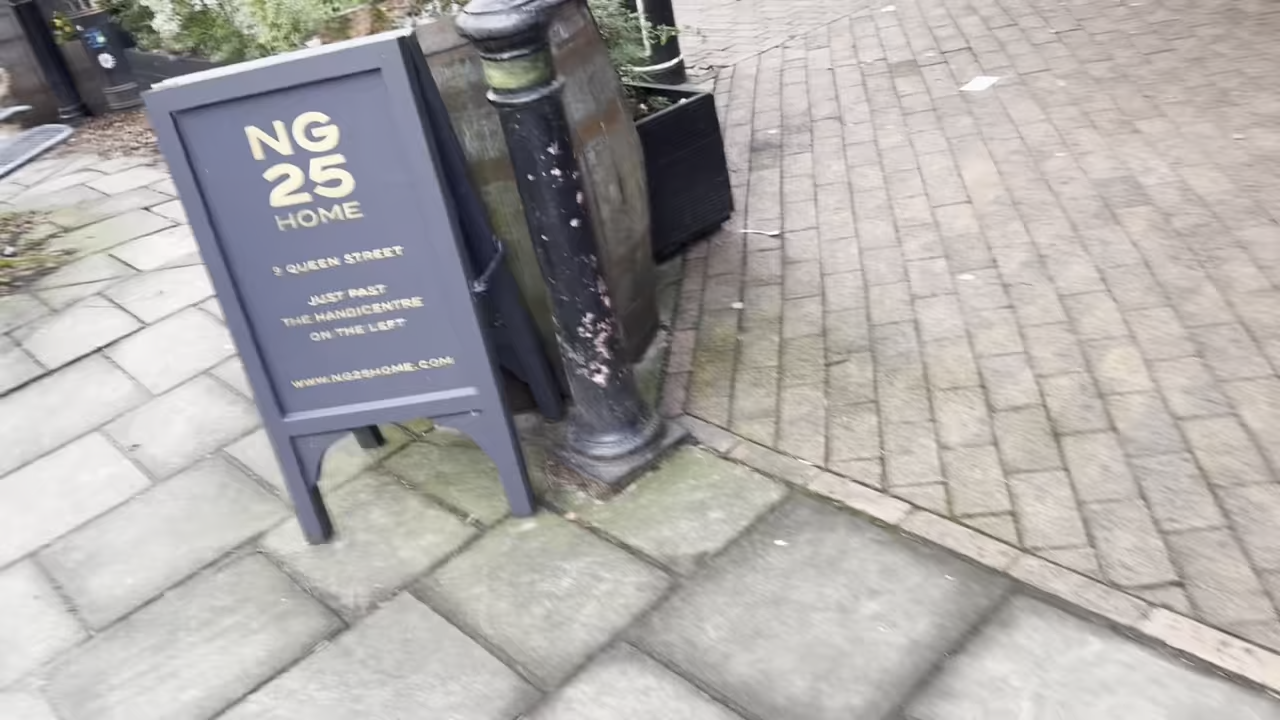 NG
25
HOME
9 QUEEN STREET
JUST PAST
THE HANDICENTRE
ON THE LEFT
WWW.NG25HOME.COM